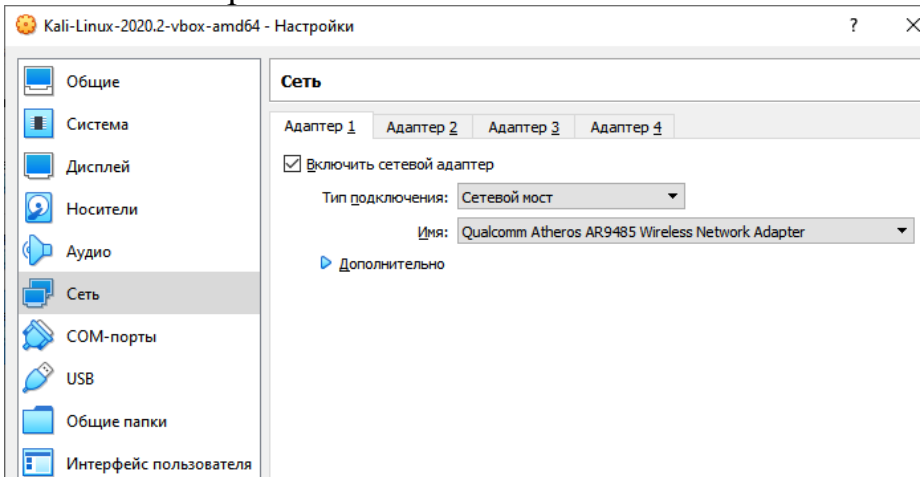 Kali-Linux-2020.2-vbox-amd64 - Настройки ? ×
Общие
Система
Дисплей
Носители
Аудио
Сеть
COM-порты
USB
Общие папки
Интерфейс пользователя
Сеть
Адаптер 1 Адаптер 2 Адаптер 3 Адаптер 4
Включить сетевой адаптер
Тип подключения: Сетевой мост
Имя: Qualcomm Atheros AR9485 Wireless Network Adapter
Дополнительно